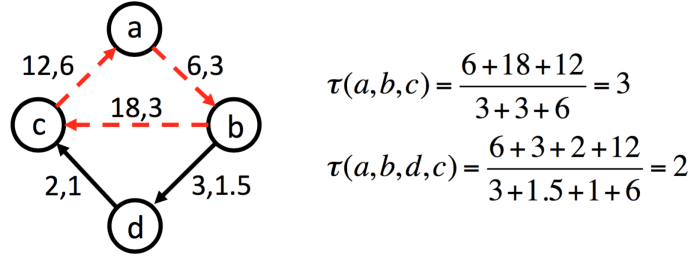 a
12,6
6,3
τ(a,b,c) = (6+18+12)/(3+3+6) = 3
c
18,3
b
τ(a,b,d,c) = (6+3+2+12)/(3+1.5+1+6) = 2
2,1
3,1.5
d